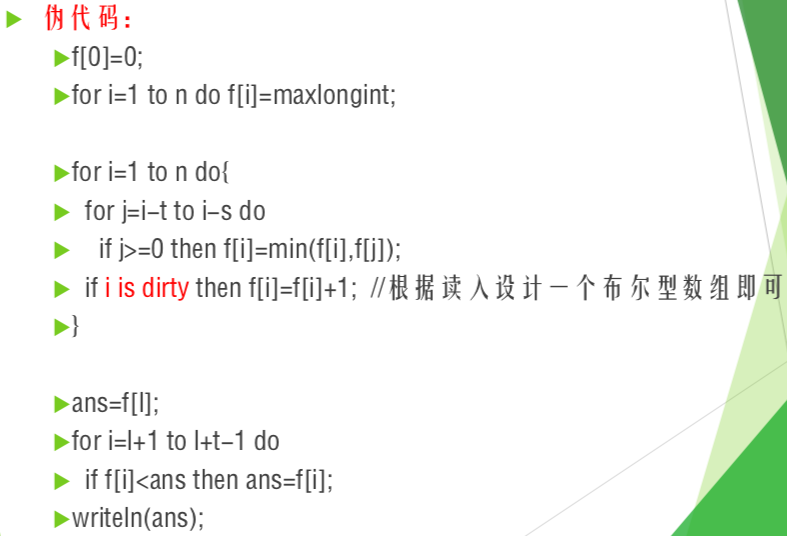 伪代码：
f[0]=0;
for i=1 to n do f[i]=maxlongint;
for i=1 to n do{
for j=i–t to i–s do
if j>=0 then f[i]=min(f[i],f[j]);
if i is dirty then f[i]=f[i]+1; //根据读入设计一个布尔型数组即可
}
ans=f[l];
for i=l+1 to l+t–1 do
if f[i]<ans then ans=f[i];
writeln(ans);